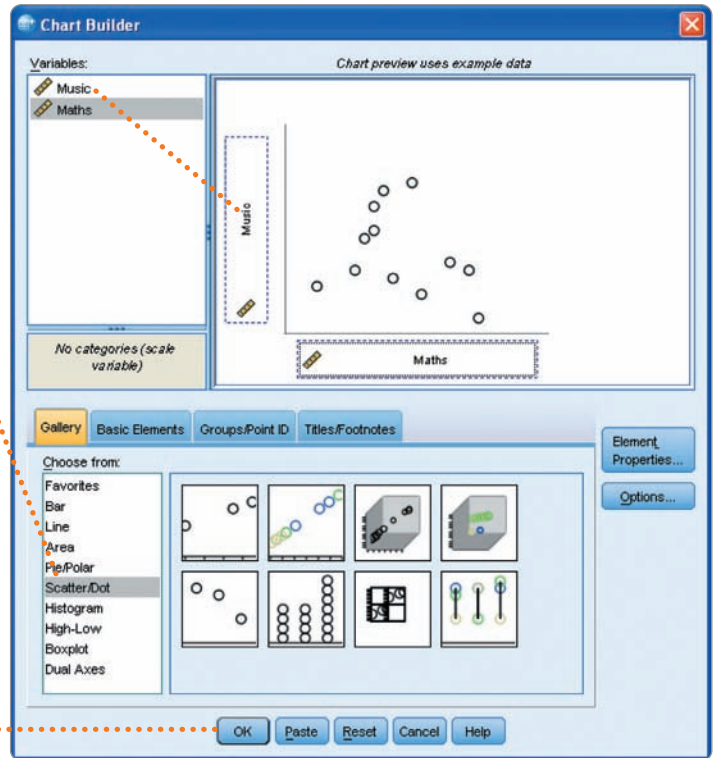 Chart Builder
Variables:
Chart preview uses example data
Music
Maths
Music
Maths
No categories (scale
variable)
Gallery
Basic Elements
Groups/Point ID
Titles/Footnotes
Choose from:
Favorites
Bar
Line
Area
Pie/Polar
Scatter/Dot
Histogram
High-Low
Boxplot
Dual Axes
Element
Properties...
Options...
OK
Paste
Reset
Cancel
Help